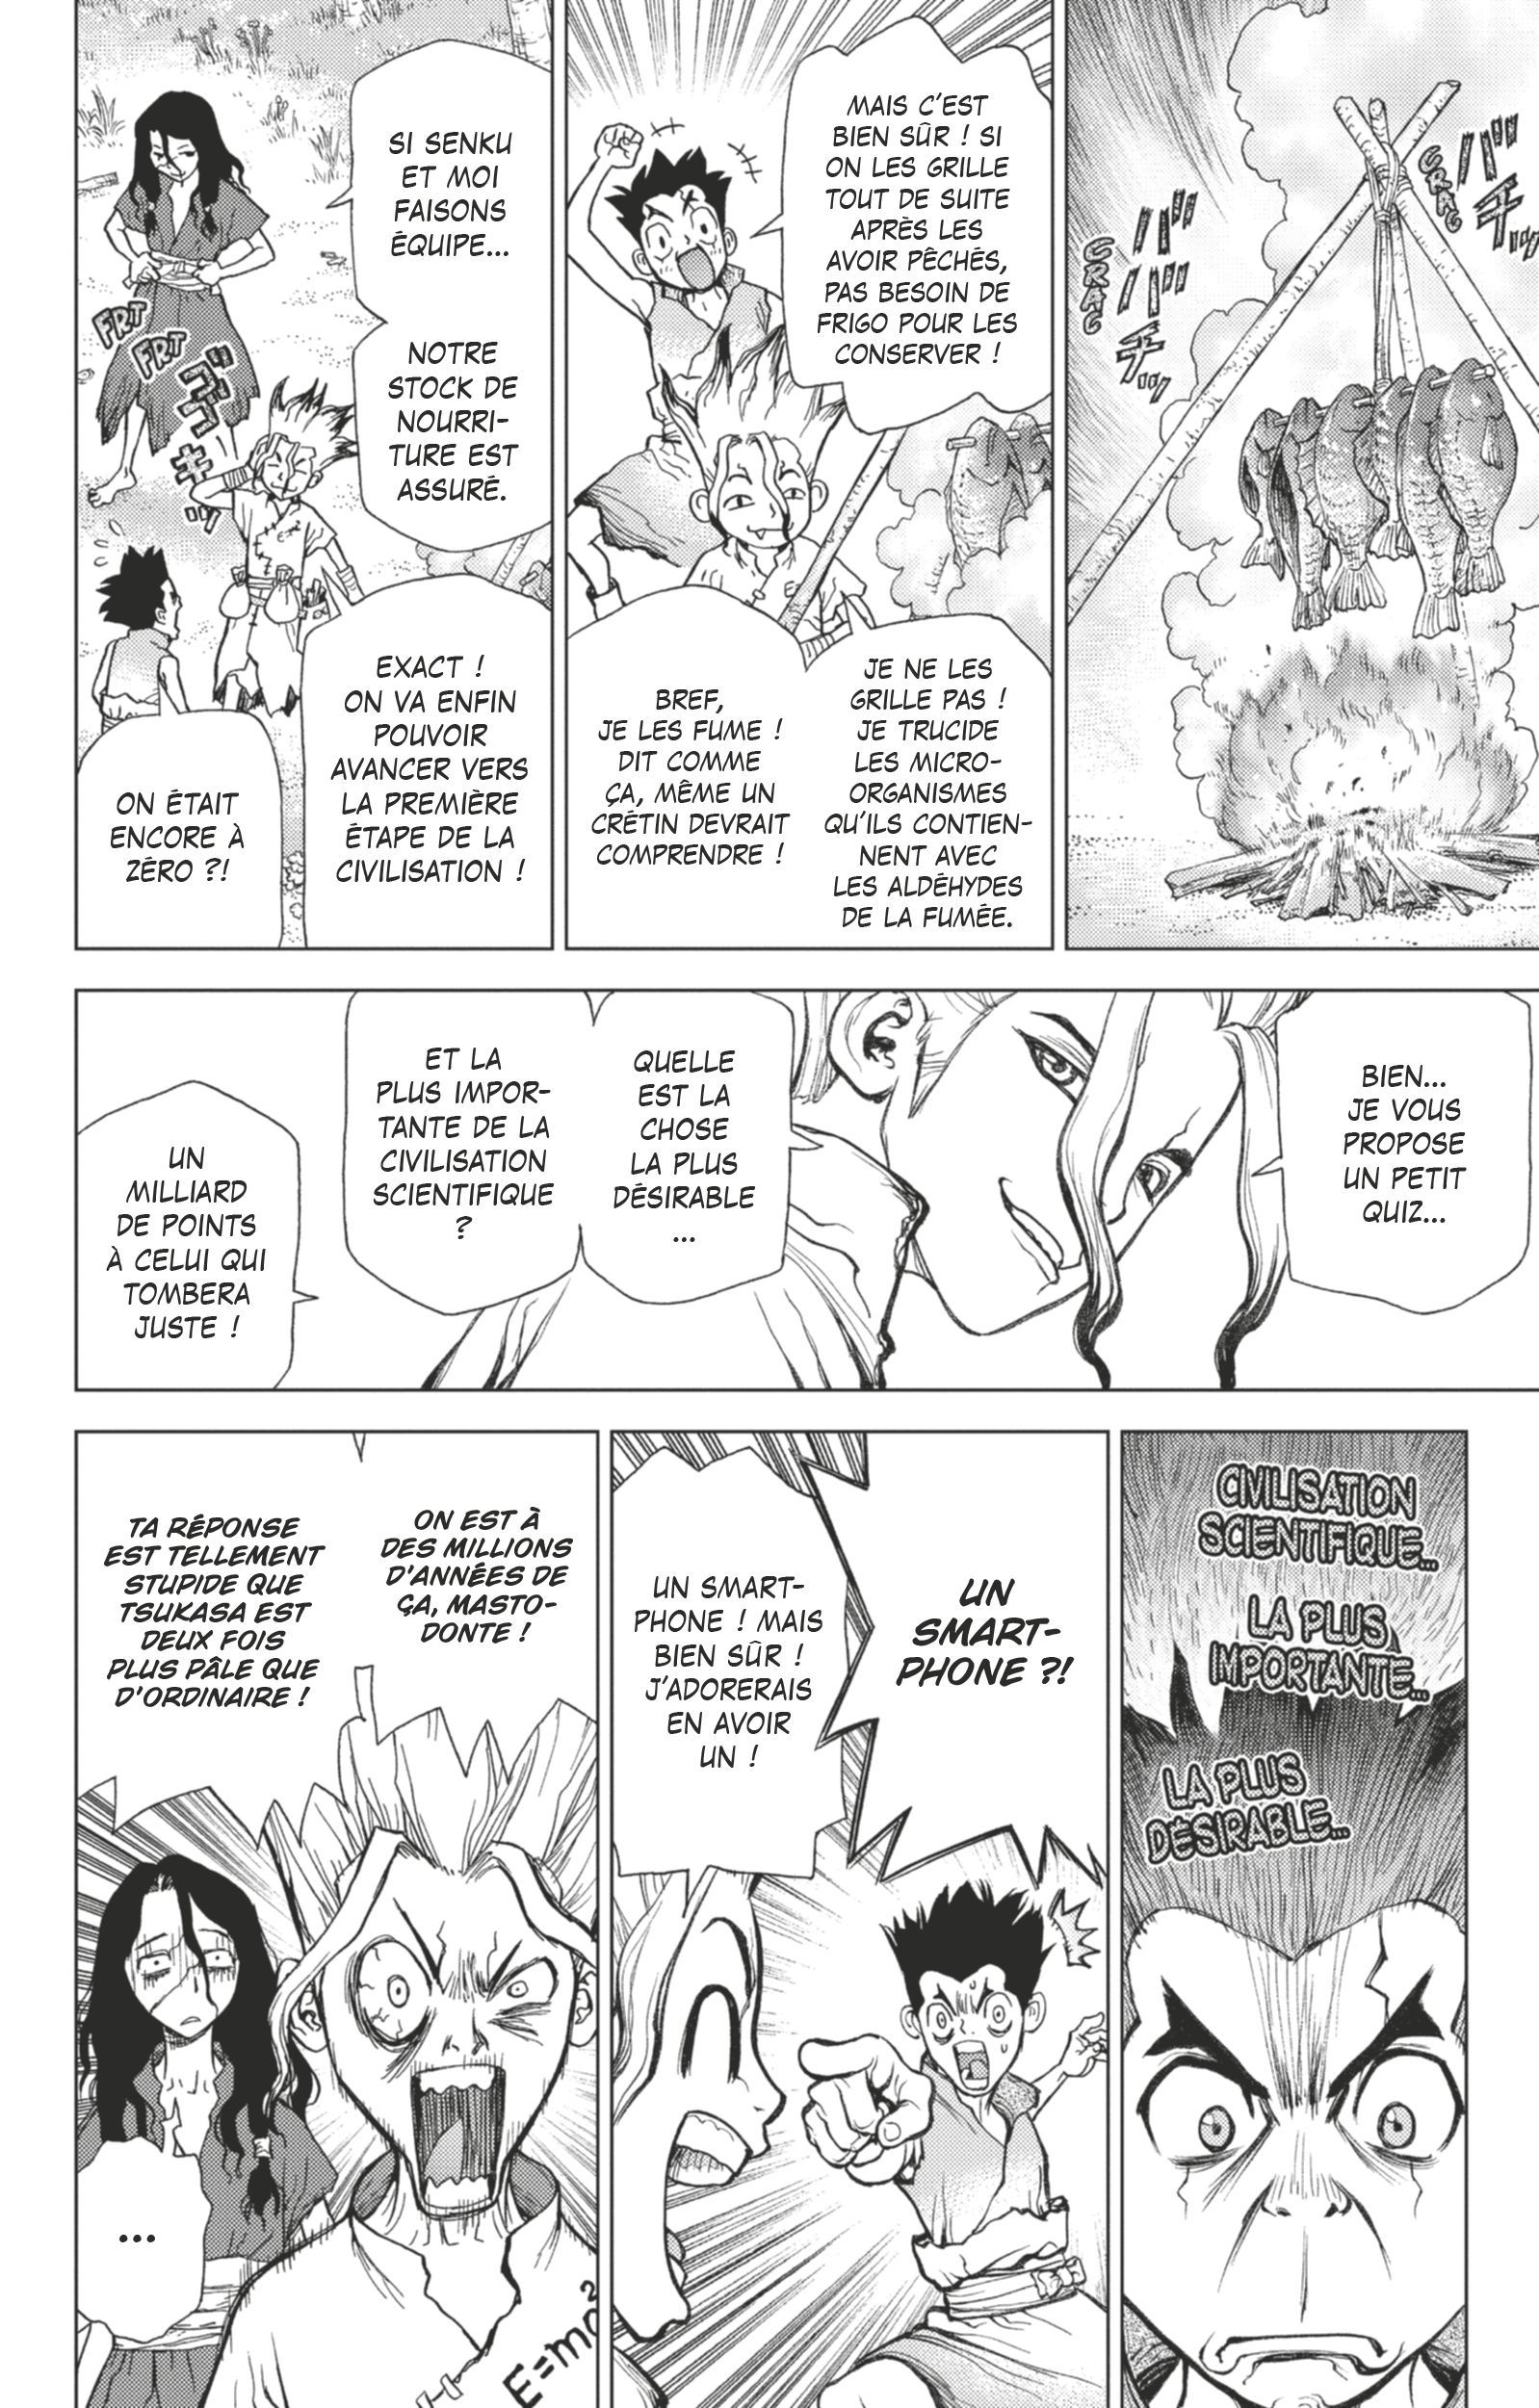 CRAC
CRAC
バ
チ
バ
チ
MAIS C'EST
BIEN SÛR ! SI
ON LES GRILLE
TOUT DE SUITE
APRÈS LES
AVOIR PÊCHÉS,
PAS BESOIN DE
FRIGO POUR LES
CONSERVER !
JE NE LES
GRILLE PAS !
JE TRUCIDE
LES MICRO-
ORGANISMES
QU'ILS CONTIEN-
NENT AVEC
LES ALDÉHYDES
DE LA FUMÉE.
BREF,
JE LES FUME !
DIT COMME
ÇA, MÊME UN
CRÉTIN DEVRAIT
COMPRENDRE !
SI SENKU
ET MOI
FAISONS
ÉQUIPE...
NOTRE
STOCK DE
NOURRI-
TURE EST
ASSURÉ.
FRT
FRT
ゴ
ゴ
キ
EXACT !
ON VA ENFIN
POUVOIR
AVANCER VERS
LA PREMIÈRE
ÉTAPE DE LA
CIVILISATION !
ON ÉTAIT
ENCORE À
ZÉRO ?!
BIEN...
JE VOUS
PROPOSE
UN PETIT
QUIZ...
QUELLE
EST LA
CHOSE
LA PLUS
DÉSIRABLE
...
ET LA
PLUS IMPOR-
TANTE DE LA
CIVILISATION
SCIENTIFIQUE
?
UN
MILLIARD
DE POINTS
À CELUI QUI
TOMBERA
JUSTE !
CIVILISATION
SCIENTIFIQUE...
LA PLUS
IMPORTANTE...
LA PLUS
DÉSIRABLE...
UN
SMART-
PHONE ?!
UN SMART-
PHONE ! MAIS
BIEN SÛR !
J'ADORERAIS
EN AVOIR
UN !
ON EST À
DES MILLIONS
D'ANNÉES DE
ÇA, MASTO-
DONTE !
TA RÉPONSE
EST TELLEMENT
STUPIDE QUE
TSUKASA EST
DEUX FOIS
PLUS PÂLE QUE
D'ORDINAIRE !
...
E=mc²